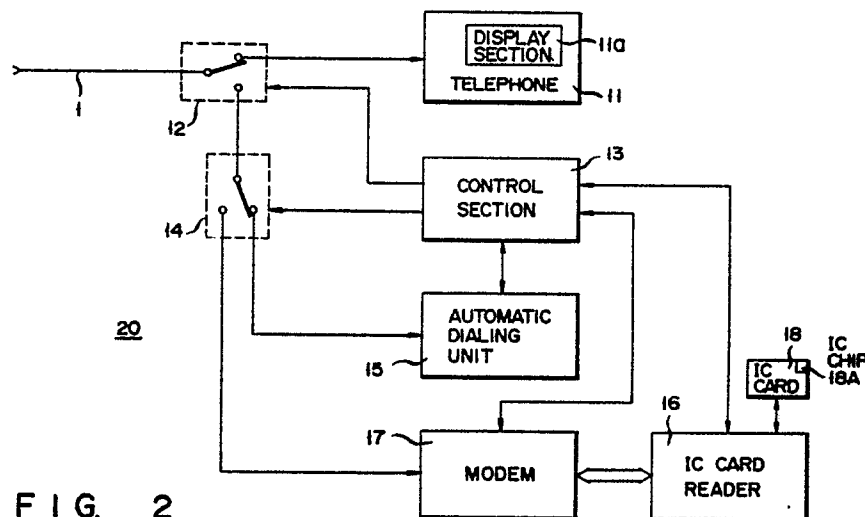 DISPLAY
SECTION
11a
TELEPHONE
11
1
12
13
CONTROL
SECTION
14
20
AUTOMATIC
DIALING
UNIT
15
18
IC
CARD
IC
CHIP
18A
17
MODEM
16
IC CARD
READER
FIG. 2